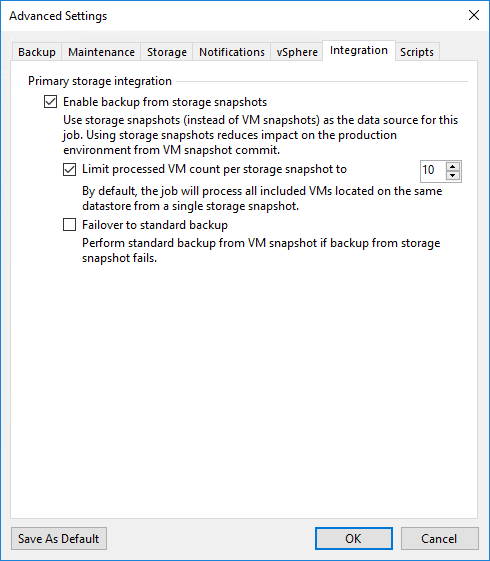 Advanced Settings
Backup Maintenance Storage Notifications vSphere Integration Scripts
Primary storage integration
Enable backup from storage snapshots
Use storage snapshots (instead of VM snapshots) as the data source for this
job. Using storage snapshots reduces impact on the production
environment from VM snapshot commit.
Limit processed VM count per storage snapshot to 10
By default, the job will process all included VMs located on the same
datastore from a single storage snapshot.
Failover to standard backup
Perform standard backup from VM snapshot if backup from storage
snapshot fails.
Save As Default OK Cancel